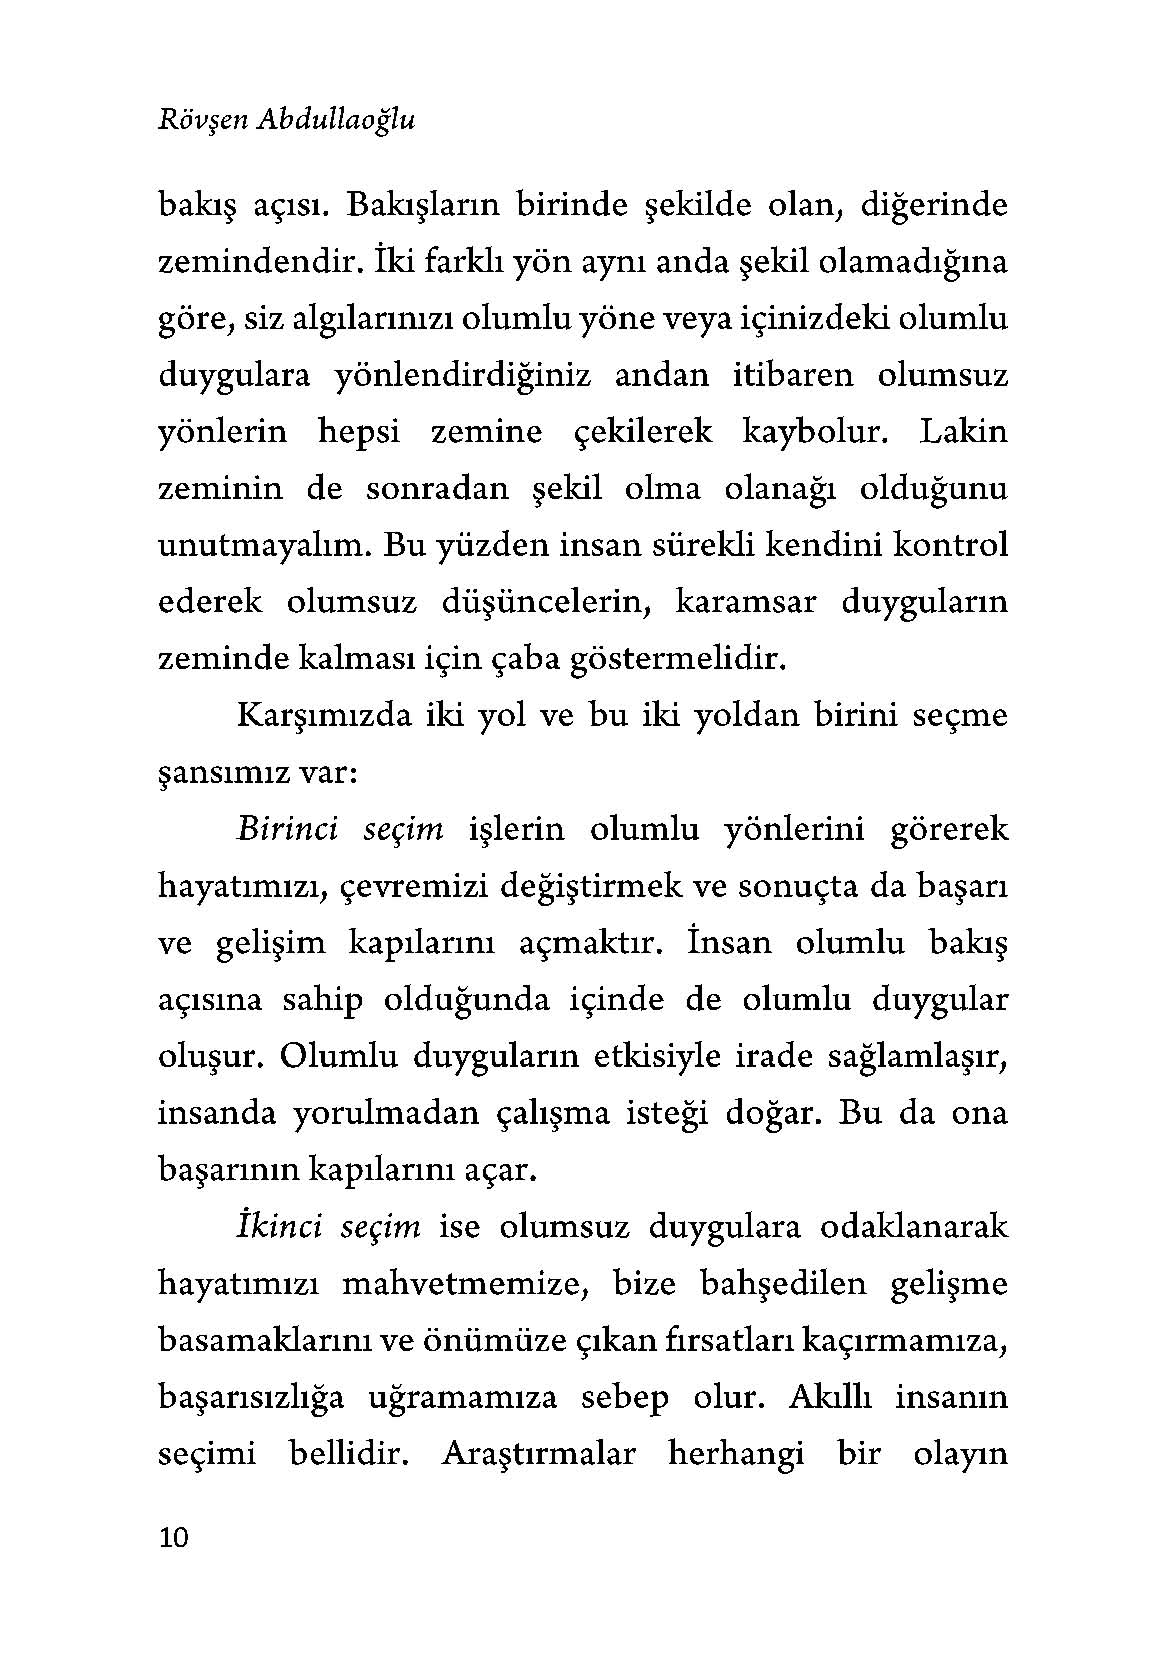 Rövşen Abdullaoğlu
bakış açısı. Bakışların birinde şekilde olan, diğerinde
zemindendir. İki farklı yön aynı anda şekil olamadığına
göre, siz algılarınızı olumlu yöne veya içinizdeki olumlu
duygulara yönlendirdiğiniz andan itibaren olumsuz
yönlerin hepsi zemine çekilerek kaybolur. Lakin
zeminin de sonradan şekil olma olanağı olduğunu
unutmayalım. Bu yüzden insan sürekli kendini kontrol
ederek olumsuz düşüncelerin, karamsar duyguların
zeminde kalması için çaba göstermelidir.
Karşımızda iki yol ve bu iki yoldan birini seçme
şansımız var:
Birinci seçim işlerin olumlu yönlerini görerek
hayatımızı, çevremizi değiştirmek ve sonuçta da başarı
ve gelişim kapılarını açmaktır. İnsan olumlu bakış
açısına sahip olduğunda içinde de olumlu duygular
oluşur. Olumlu duyguların etkisiyle irade sağlamlaşır,
insanda yorulmadan çalışma isteği doğar. Bu da ona
başarının kapılarını açar.
İkinci seçim ise olumsuz duygulara odaklanarak
hayatımızı mahvetmemize, bize bahşedilen gelişme
basamaklarını ve önümüze çıkan fırsatları kaçırmamıza,
başarısızlığa uğramamıza sebep olur. Akıllı insanın
seçimi bellidir. Araştırmalar herhangi bir olayın
10